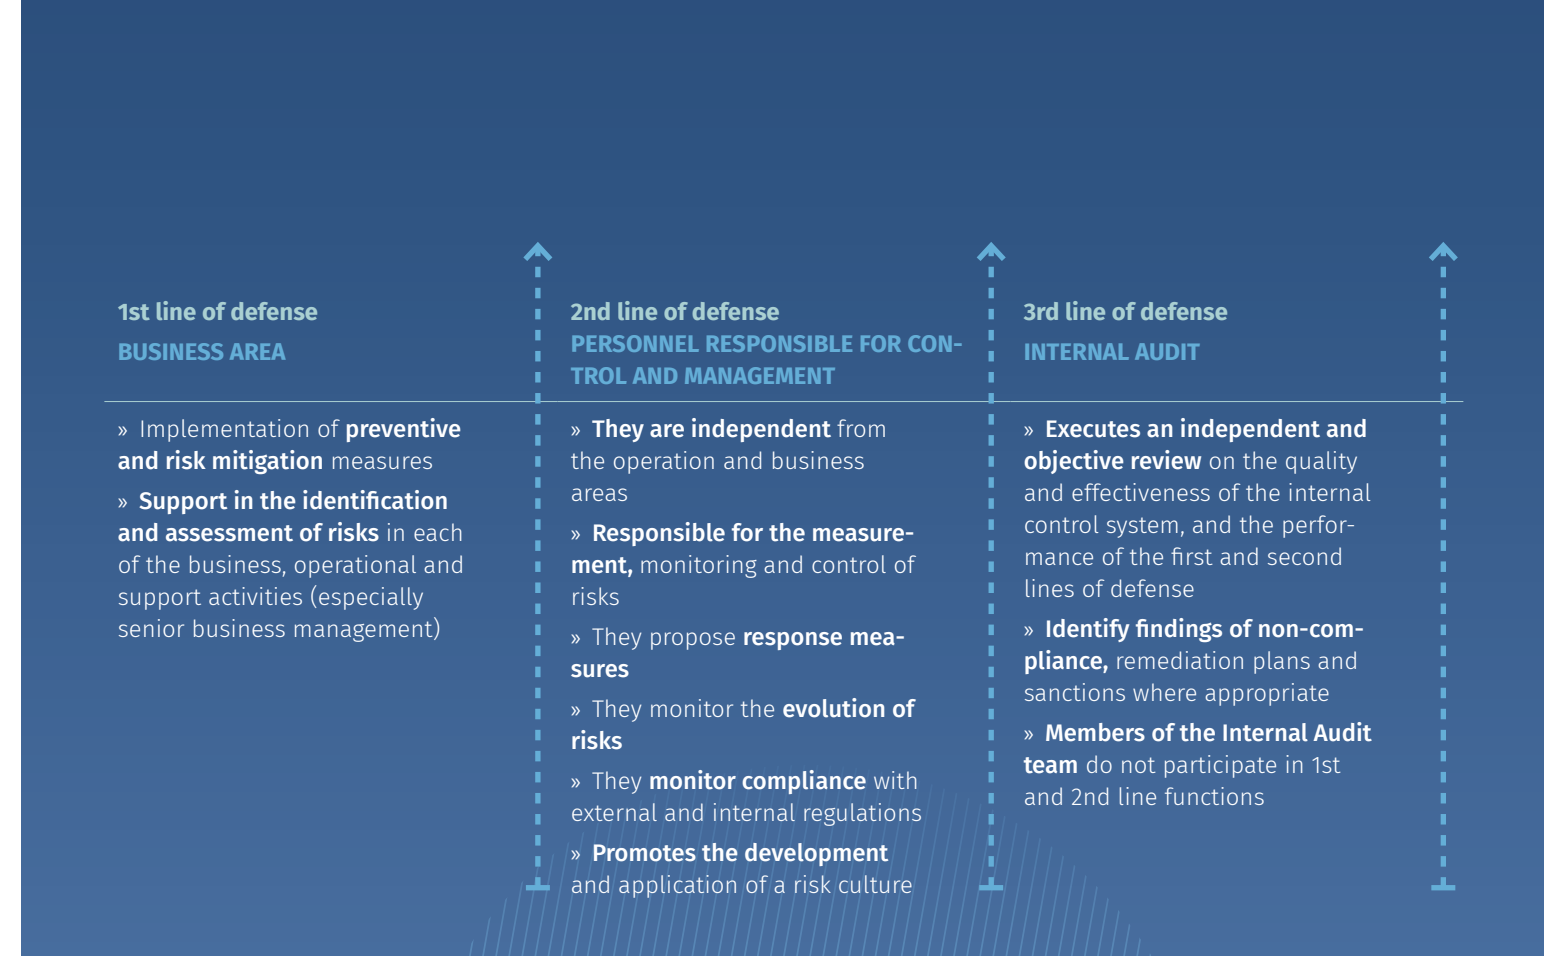 1st line of defense
BUSINESS AREA
» Implementation of preventive
and risk mitigation measures
» Support in the identification
and assessment of risks in each
of the business, operational and
support activities (especially
senior business management)
2nd line of defense
PERSONNEL RESPONSIBLE FOR CON-
TROL AND MANAGEMENT
» They are independent from
the operation and business
areas
» Responsible for the measure-
ment, monitoring and control of
risks
» They propose response mea-
sures
» They monitor the evolution of
risks
» They monitor compliance with
external and internal regulations
» Promotes the development
and application of a risk culture
3rd line of defense
INTERNAL AUDIT
» Executes an independent and
objective review on the quality
and effectiveness of the internal
control system, and the perfor-
mance of the first and second
lines of defense
» Identify findings of non-com-
pliance, remediation plans and
sanctions where appropriate
» Members of the Internal Audit
team do not participate in 1st
and 2nd line functions